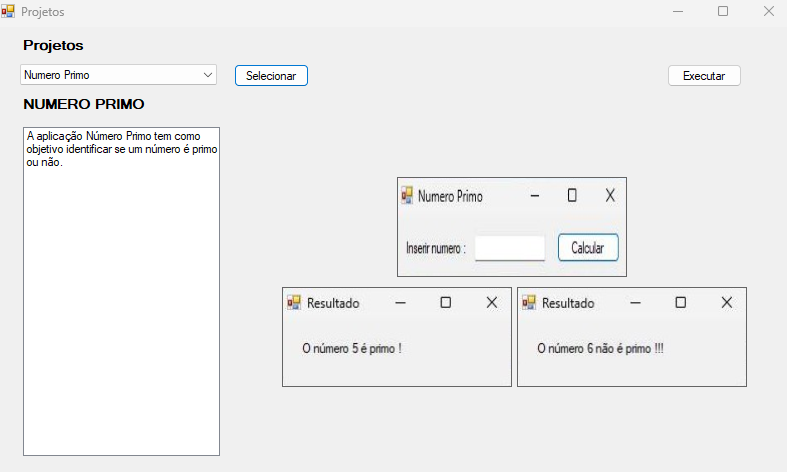 Projetos
Projetos
Numero Primo
Selecionar
Executar
NUMERO PRIMO
A aplicação Número Primo tem como
objetivo identificar se um número é primo
ou não.
Numero Primo
Inserir numero :
Calcular
Resultado
O número 5 é primo !
Resultado
O número 6 não é primo !!!